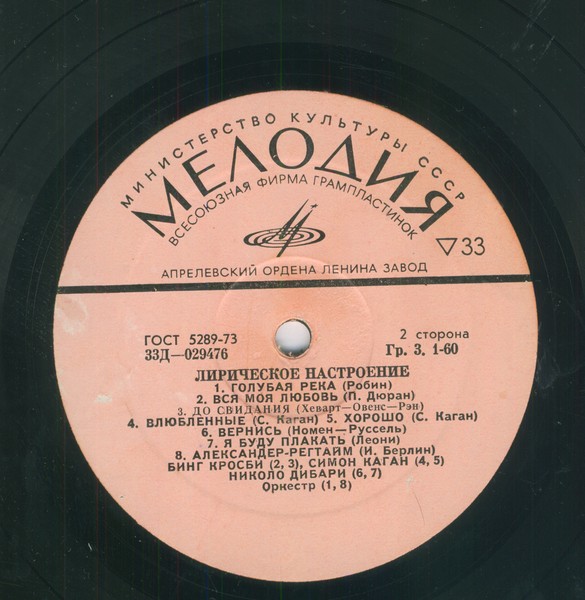 МИНИСТЕРСТВО КУЛЬТУРЫ СССР
МЕЛОДИЯ
ВСЕСОЮЗНАЯ ФИРМА ГРАМПЛАСТИНОК
▽33
АПРЕЛЕВСКИЙ ОРДЕНА ЛЕНИНА ЗАВОД
ГОСТ 5289-73
33Д—029476
2 сторона
Гр. 3. 1-60
ЛИРИЧЕСКОЕ НАСТРОЕНИЕ
1. ГОЛУБАЯ РЕКА (Робин)
2. ВСЯ МОЯ ЛЮБОВЬ (П. Дюран)
3. ДО СВИДАНИЯ (Хеварт—Овенс—Рэн)
4. ВЛЮБЛЕННЫЕ (С. Каган) 5. ХОРОШО (С. Каган)
6. ВЕРНИСЬ (Номен—Руссель)
7. Я БУДУ ПЛАКАТЬ (Леони)
8. АЛЕКСАНДЕР-РЕГТАЙМ (И. Берлин)
БИНГ КРОСБИ (2, 3), СИМОН КАГАН (4, 5)
НИКОЛО ДИБАРИ (6, 7)
Оркестр (1, 8)